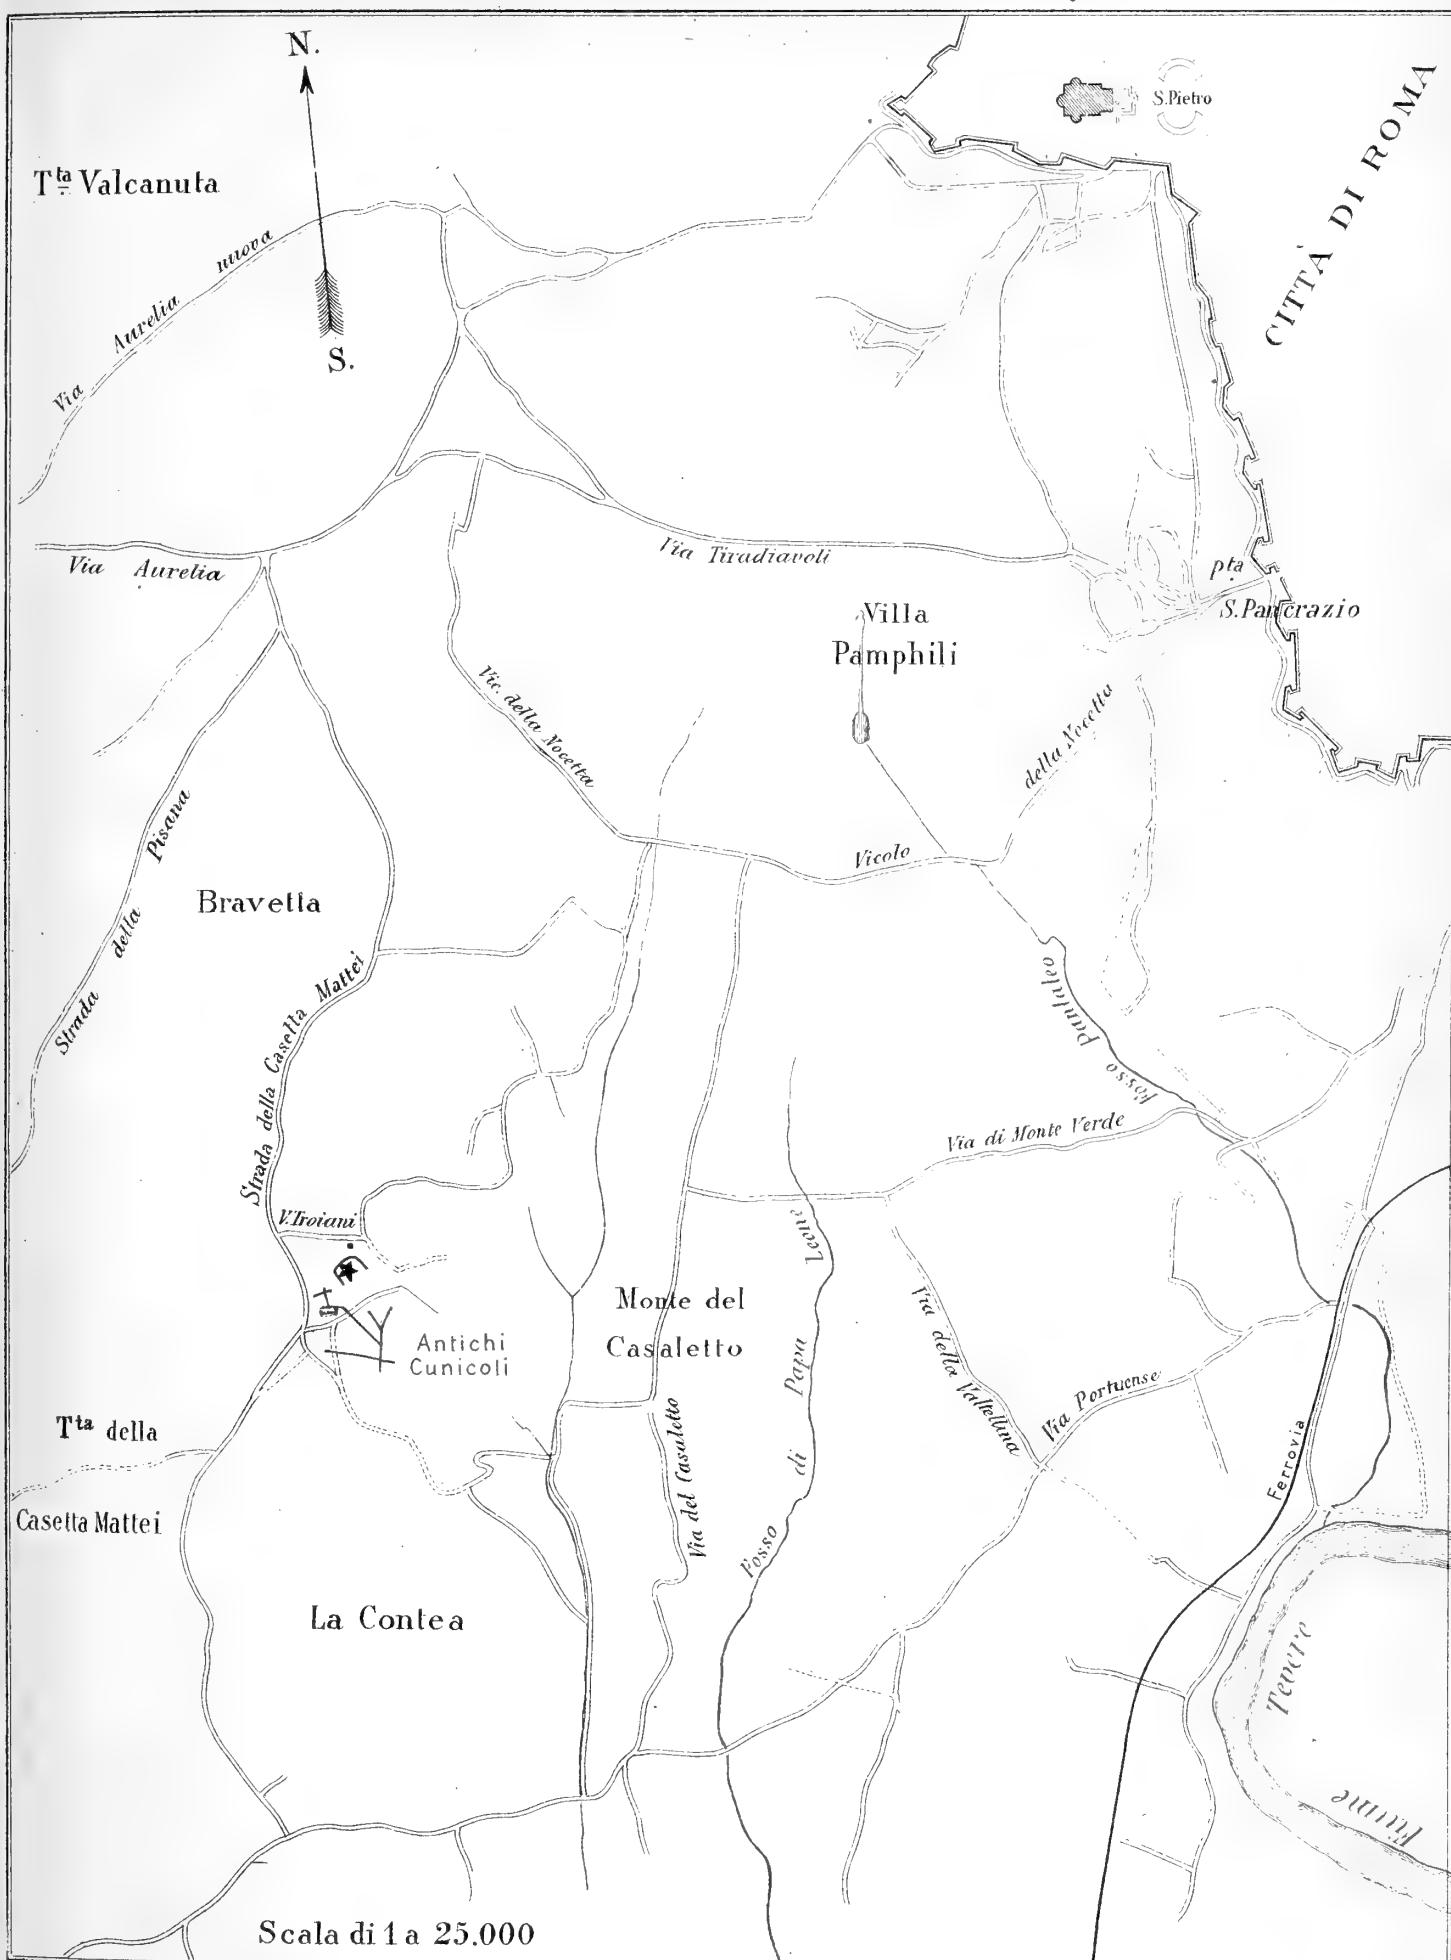 N.
S. Pietro
CITTÀ DI ROMA
Tta Valcanuta
Via Aurelia nuova
S.
Via Aurelia
Via Tiradiavoli
pta
S. Pancrazio
Villa
Pamphili
Vic. della Nocetta
Vicolo della Nocetta
Strada della Pisana
Bravetta
Strada della Casetta Mattei
Fosso Pantaleo
Via di Monte Verde
V. Troiani
Antichi
Cunicoli
Monte del
Casaletto
Fosso di Papa Leone
Via della Valtellina
Via Portuense
Tta della
Casetta Mattei
Via del Casaletto
Ferrovia
La Contea
Fiume Tevere
Scala di 1 a 25.000